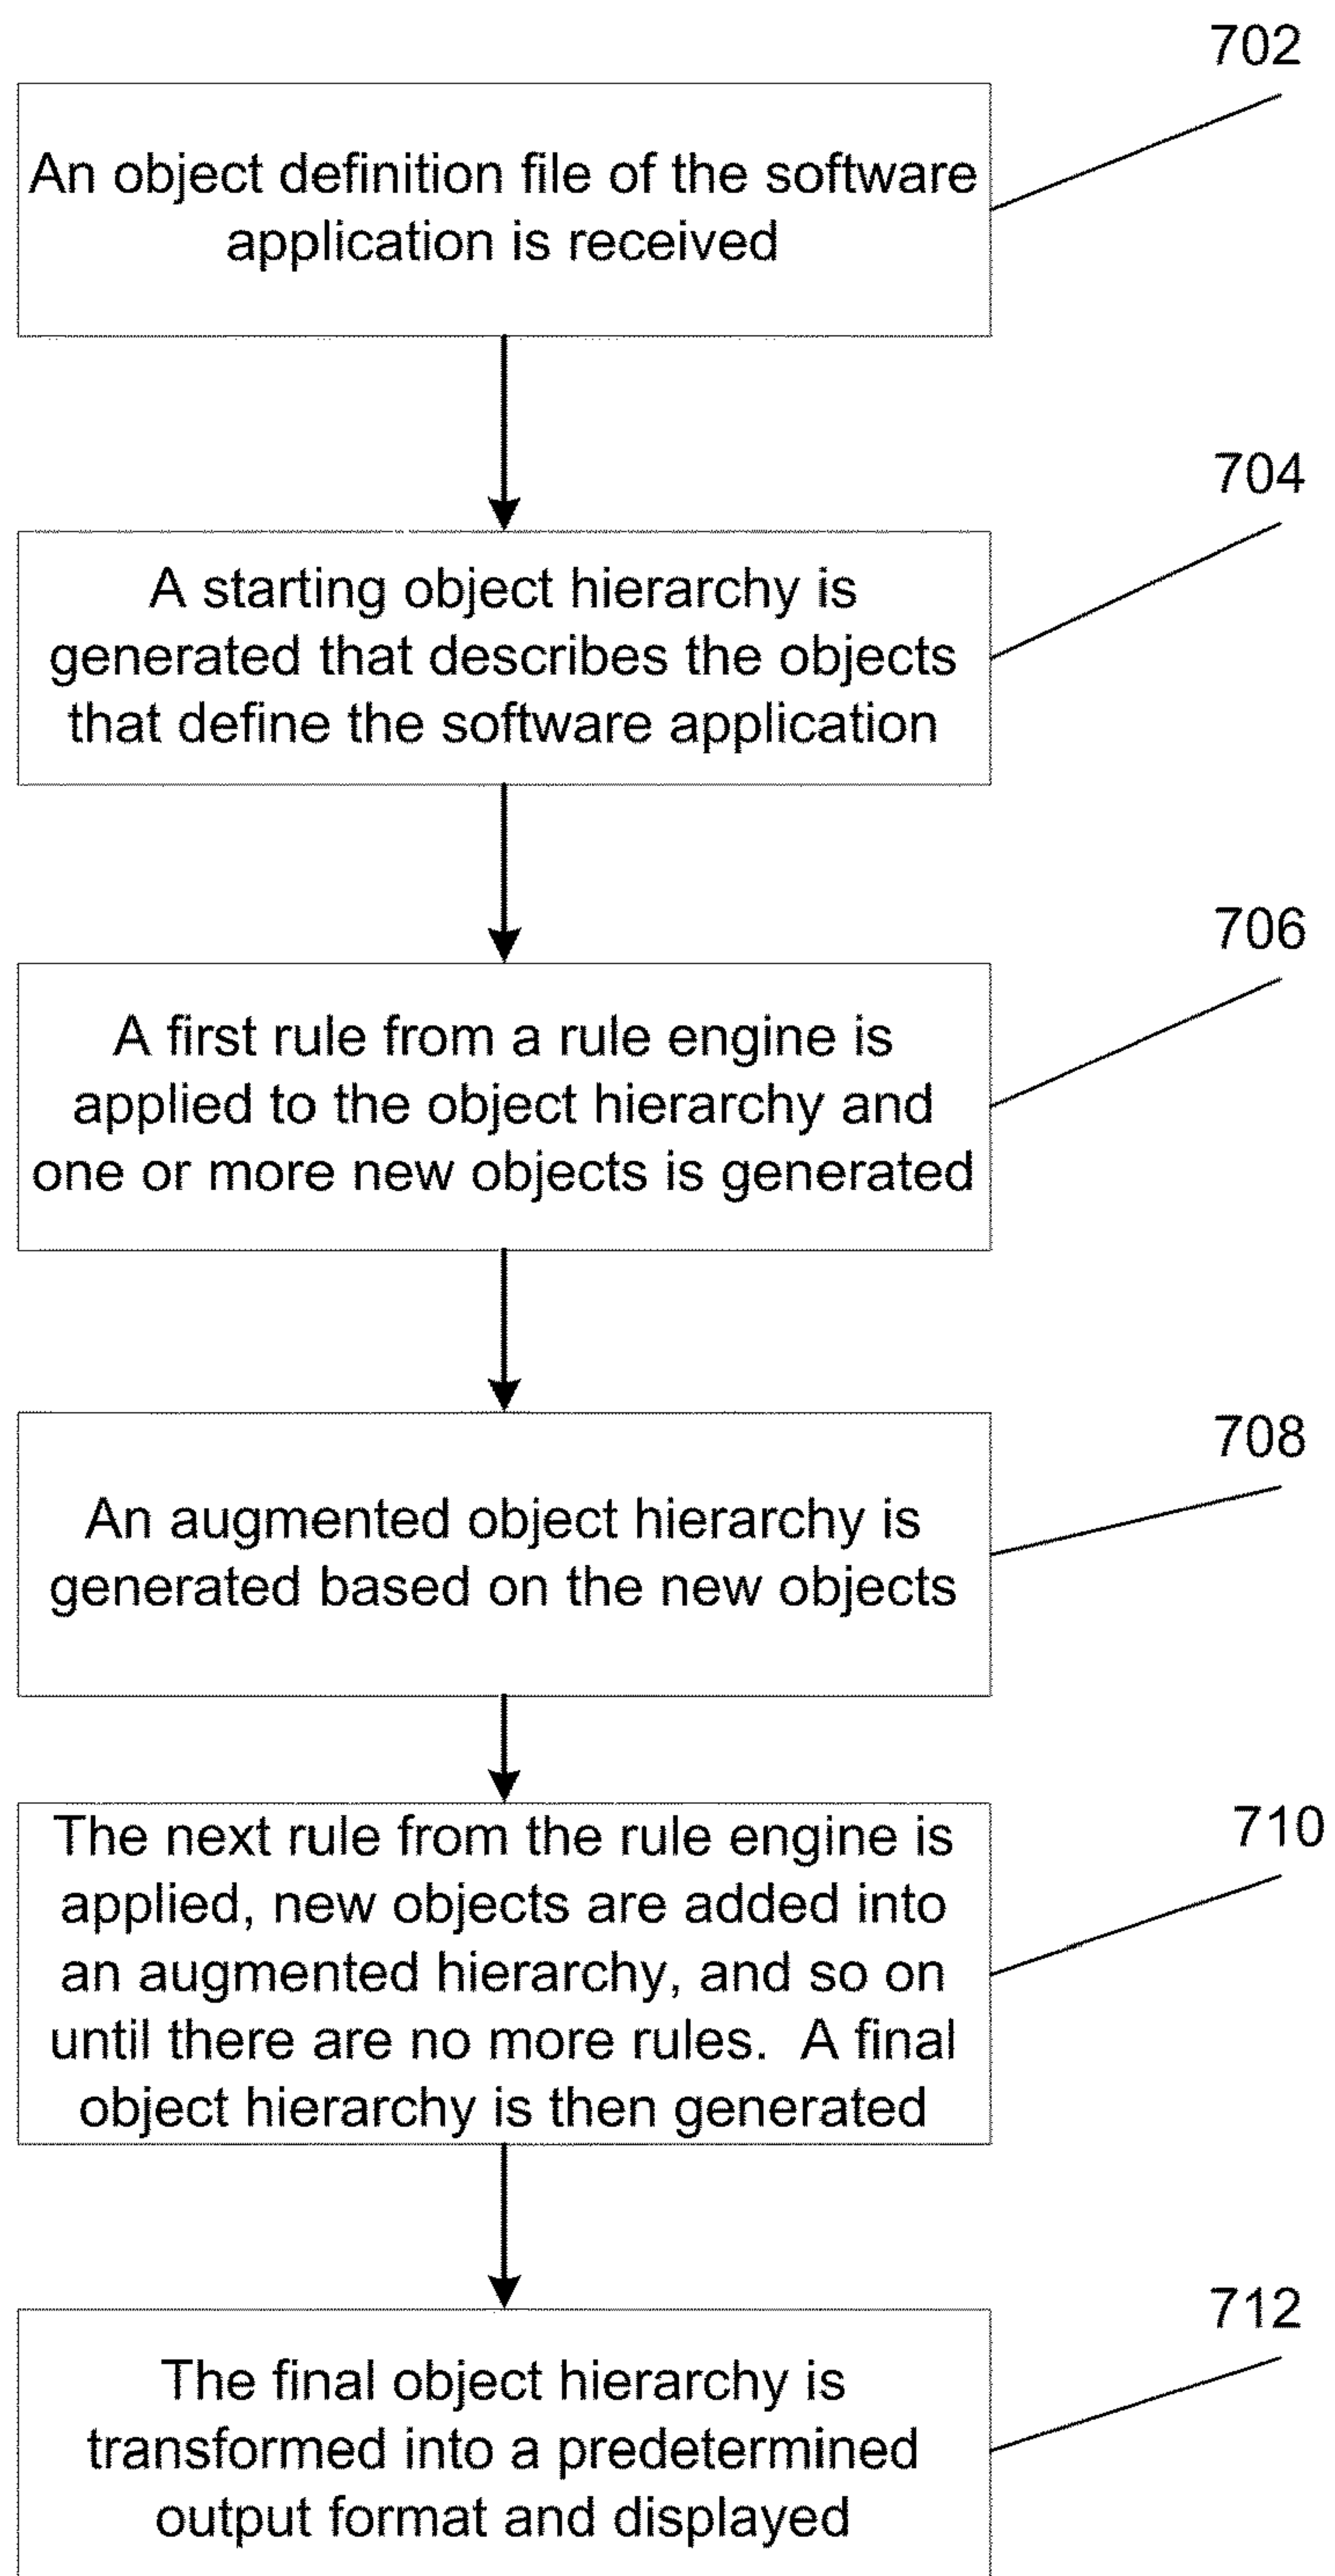 702
An object definition file of the software
application is received
704
A starting object hierarchy is
generated that describes the objects
that define the software application
706
A first rule from a rule engine is
applied to the object hierarchy and
one or more new objects is generated
708
An augmented object hierarchy is
generated based on the new objects
710
The next rule from the rule engine is
applied, new objects are added into
an augmented hierarchy, and so on
until there are no more rules.  A final
object hierarchy is then generated
712
The final object hierarchy is
transformed into a predetermined
output format and displayed